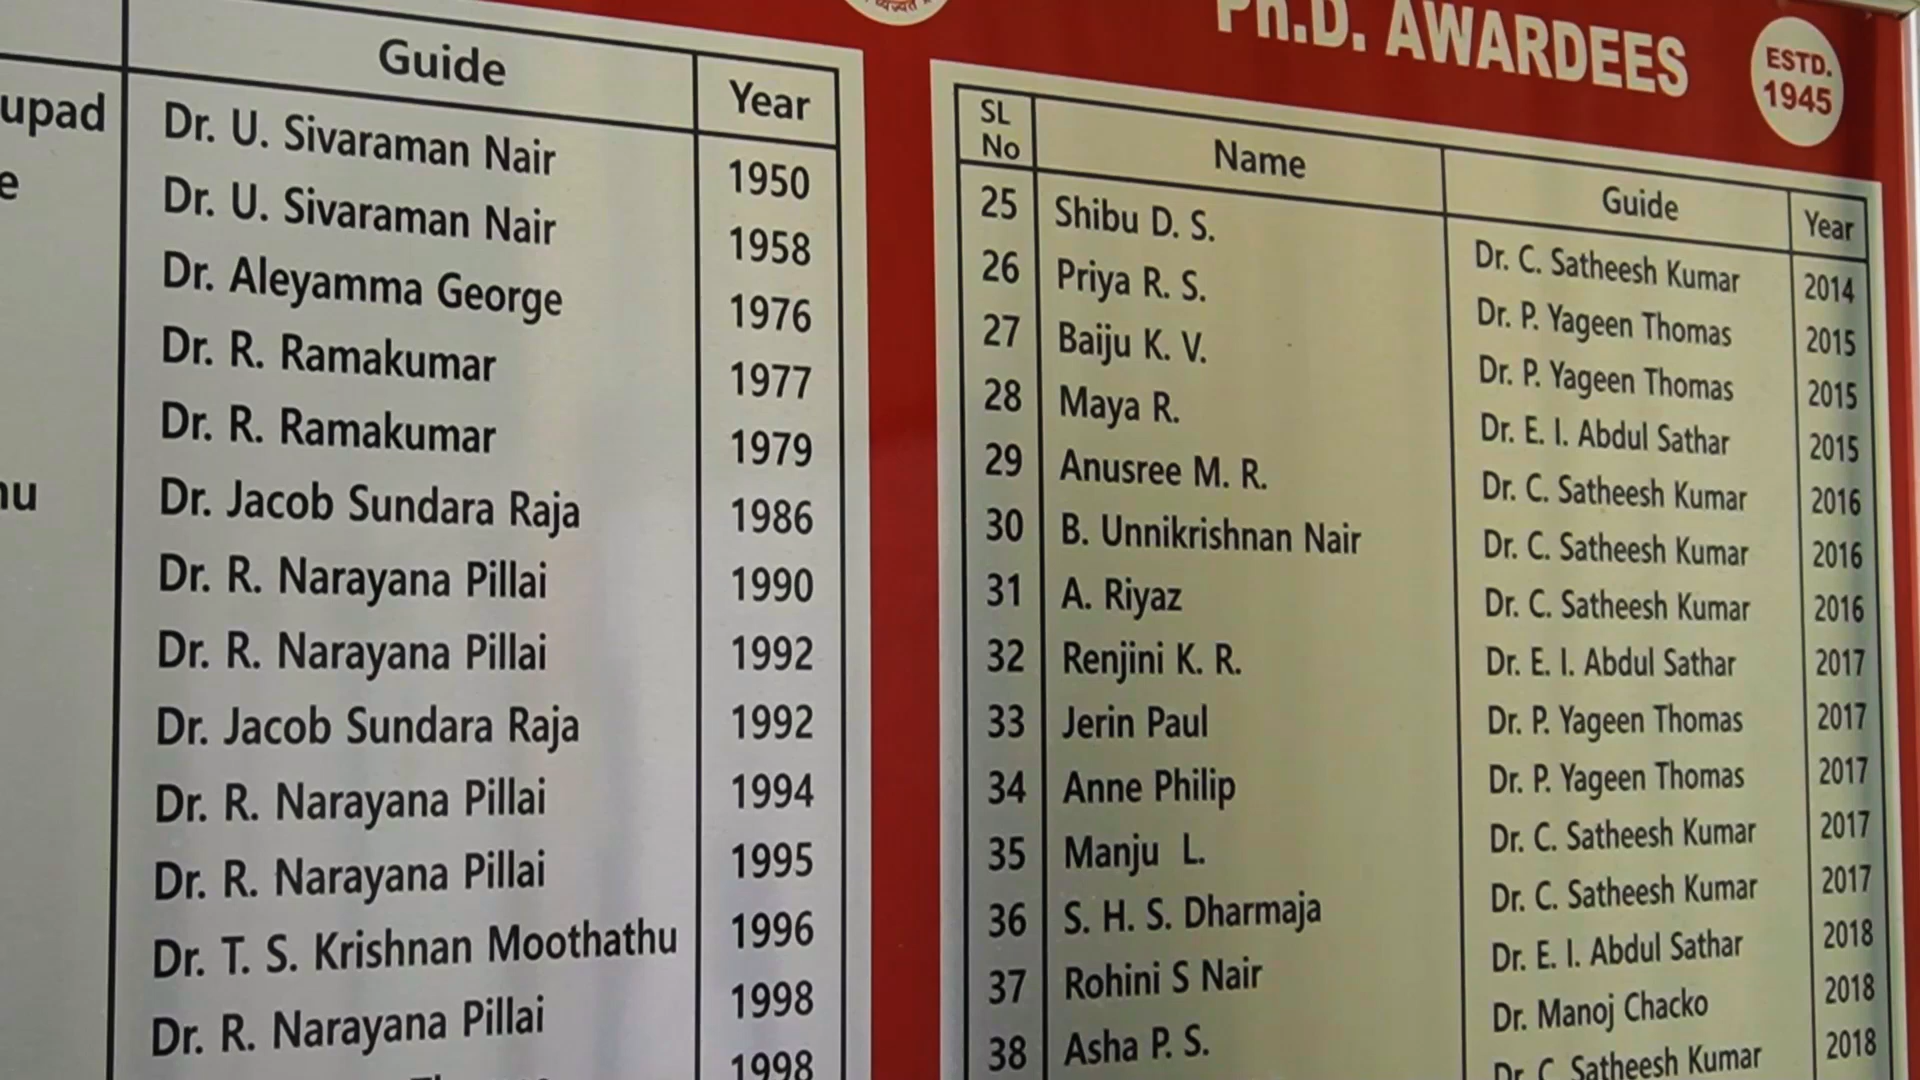 Ph.D. AWARDEES
ESTD.
1945
Guide Year
upad Dr. U. Sivaraman Nair 1950
e Dr. U. Sivaraman Nair 1958
Dr. Aleyamma George 1976
Dr. R. Ramakumar 1977
Dr. R. Ramakumar 1979
Dr. Jacob Sundara Raja 1986
Dr. R. Narayana Pillai 1990
Dr. R. Narayana Pillai 1992
Dr. Jacob Sundara Raja 1992
Dr. R. Narayana Pillai 1994
Dr. R. Narayana Pillai 1995
Dr. T. S. Krishnan Moothathu 1996
Dr. R. Narayana Pillai 1998
1998
SL No Name Guide Year
25 Shibu D. S. Dr. C. Satheesh Kumar 2014
26 Priya R. S. Dr. P. Yageen Thomas 2015
27 Baiju K. V. Dr. P. Yageen Thomas 2015
28 Maya R. Dr. E. I. Abdul Sathar 2015
29 Anusree M. R. Dr. C. Satheesh Kumar 2016
30 B. Unnikrishnan Nair Dr. C. Satheesh Kumar 2016
31 A. Riyaz Dr. C. Satheesh Kumar 2016
32 Renjini K. R. Dr. E. I. Abdul Sathar 2017
33 Jerin Paul Dr. P. Yageen Thomas 2017
34 Anne Philip Dr. P. Yageen Thomas 2017
35 Manju L. Dr. C. Satheesh Kumar 2017
36 S. H. S. Dharmaja Dr. C. Satheesh Kumar 2017
37 Rohini S Nair Dr. E. I. Abdul Sathar 2018
38 Asha P. S. Dr. Manoj Chacko 2018
Dr. C. Satheesh Kumar 2018